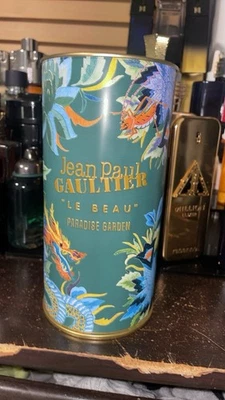 Jean Paul
GAULTIER
"LE BEAU"
PARADISE GARDEN